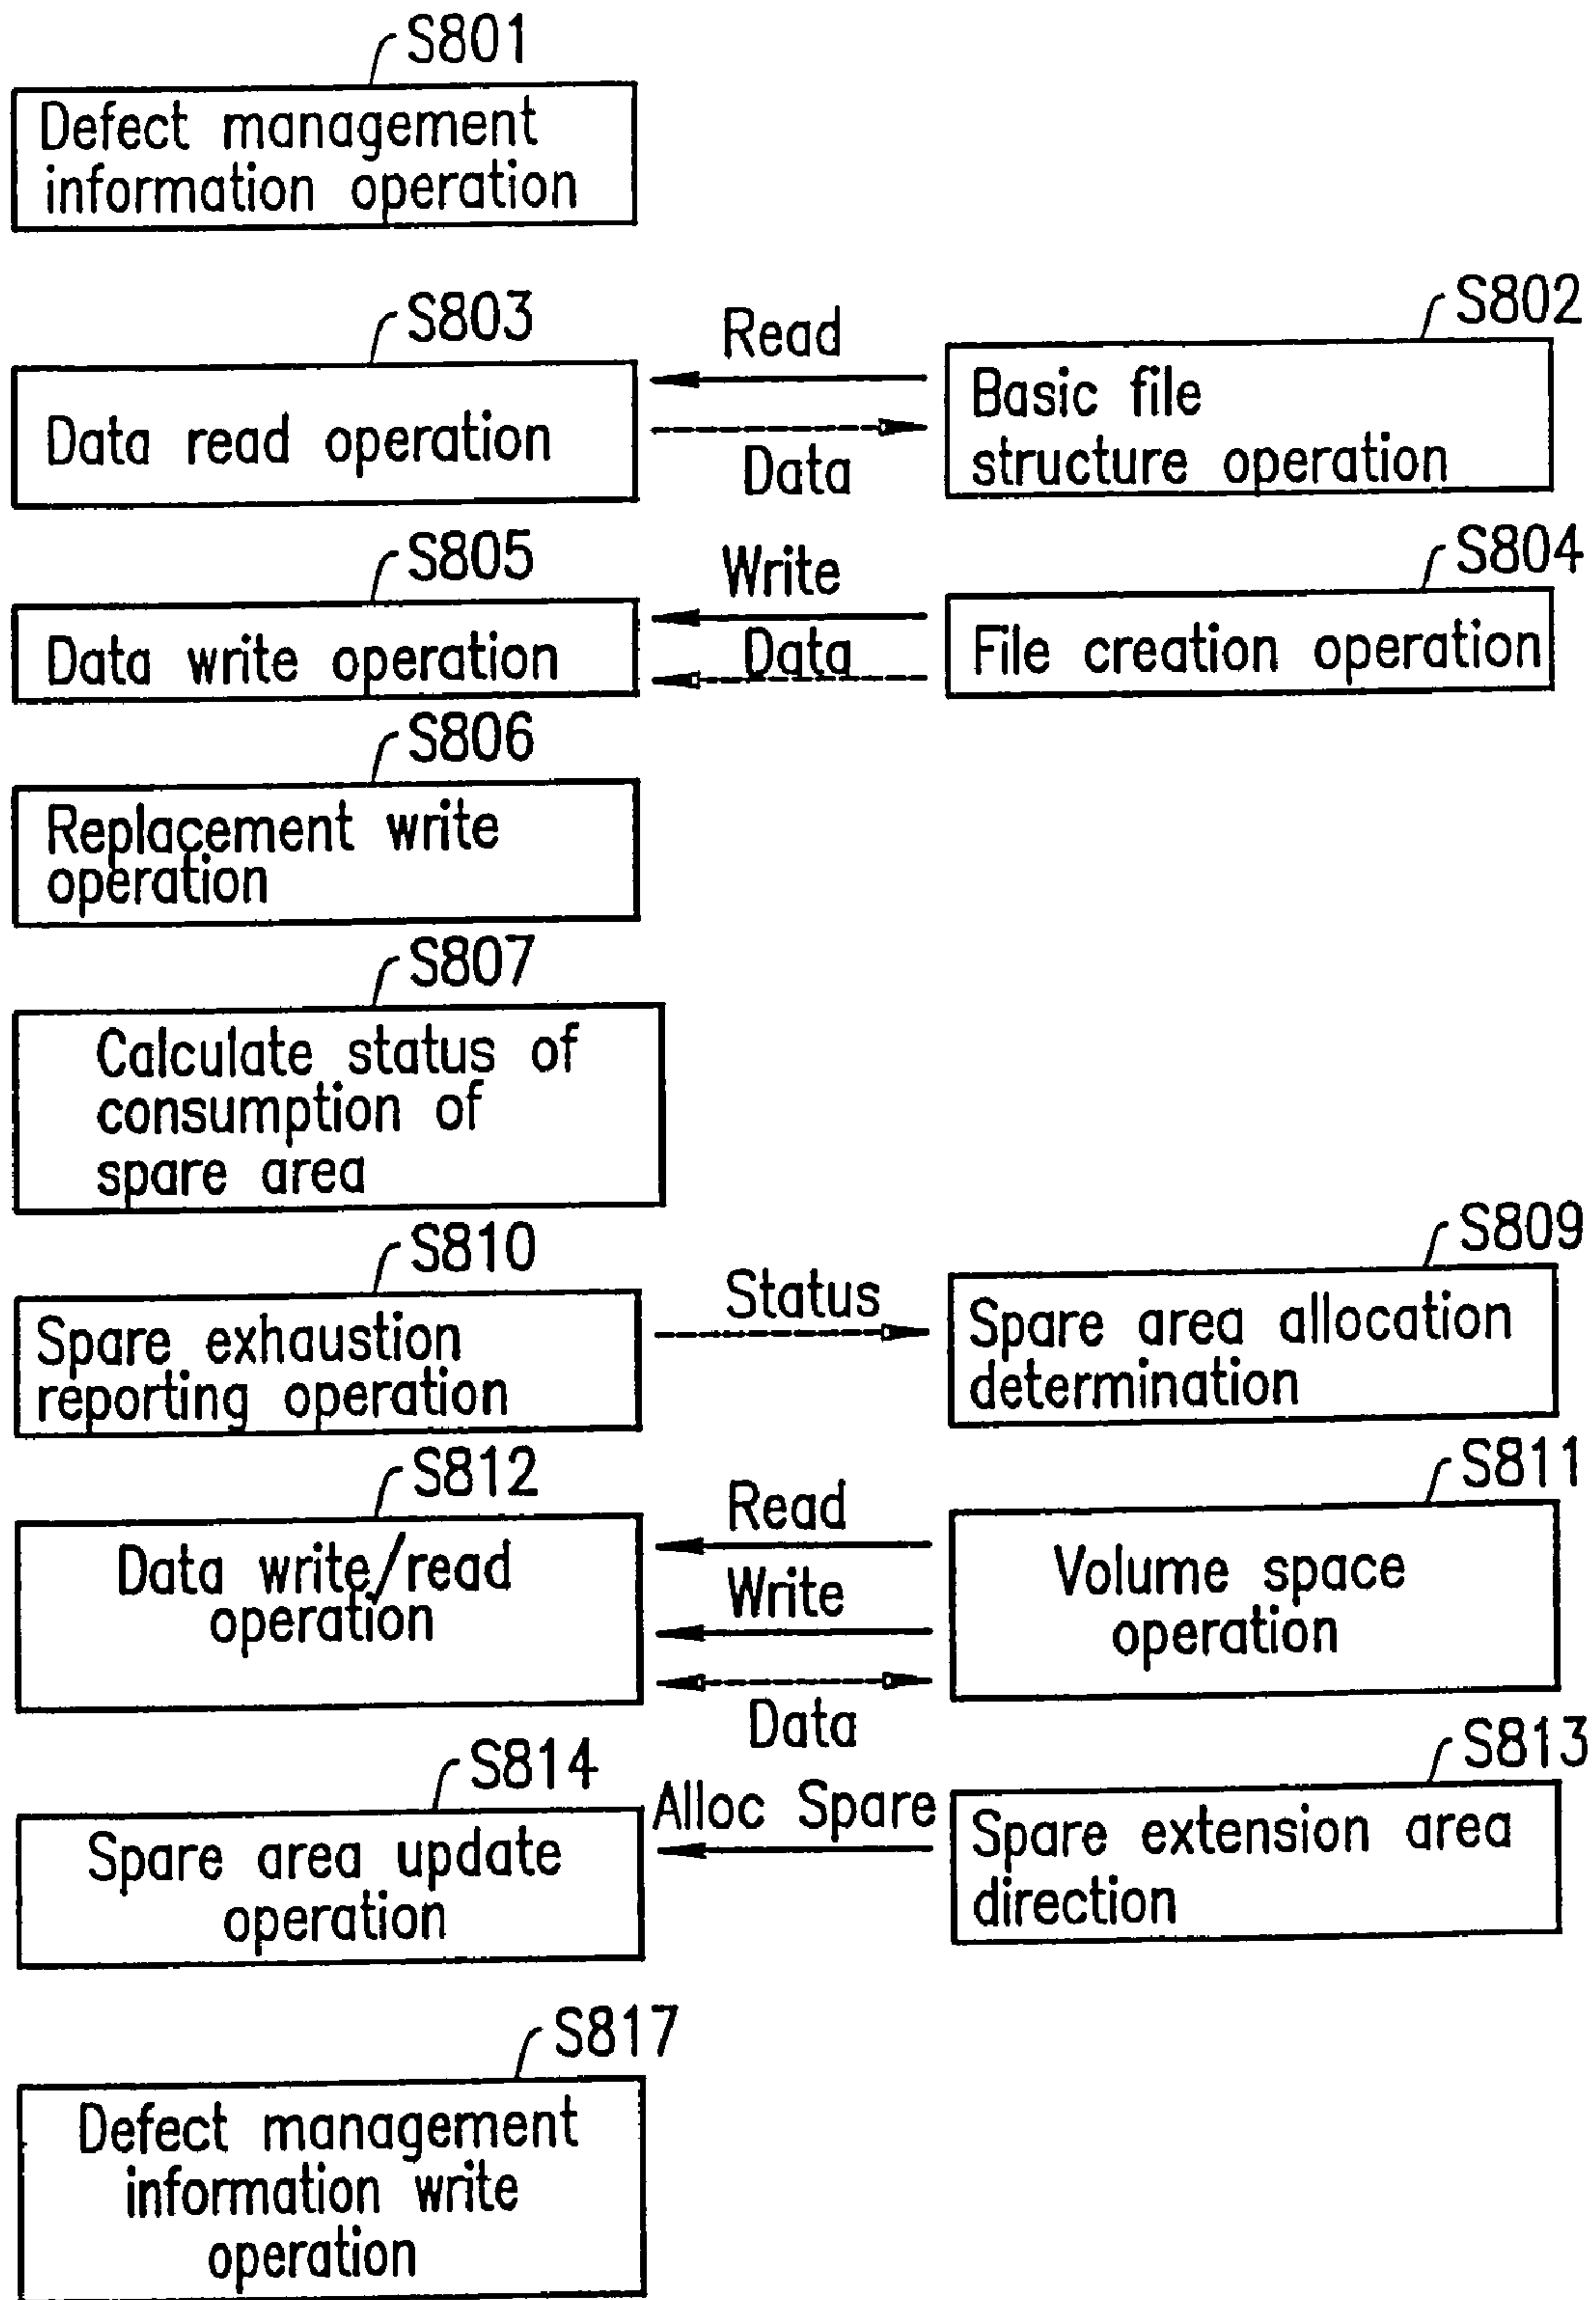 S801
Defect management
information operation
S803
Data read operation
Read
Data
S802
Basic file
structure operation
S805
Data write operation
Write
Data
S804
File creation operation
S806
Replacement write
operation
S807
Calculate status of
consumption of
spare area
S810
Spare exhaustion
reporting operation
Status
S809
Spare area allocation
determination
S812
Data write/read
operation
Read
Write
Data
S811
Volume space
operation
S814
Spare area update
operation
Alloc Spare
S813
Spare extension area
direction
S817
Defect management
information write
operation